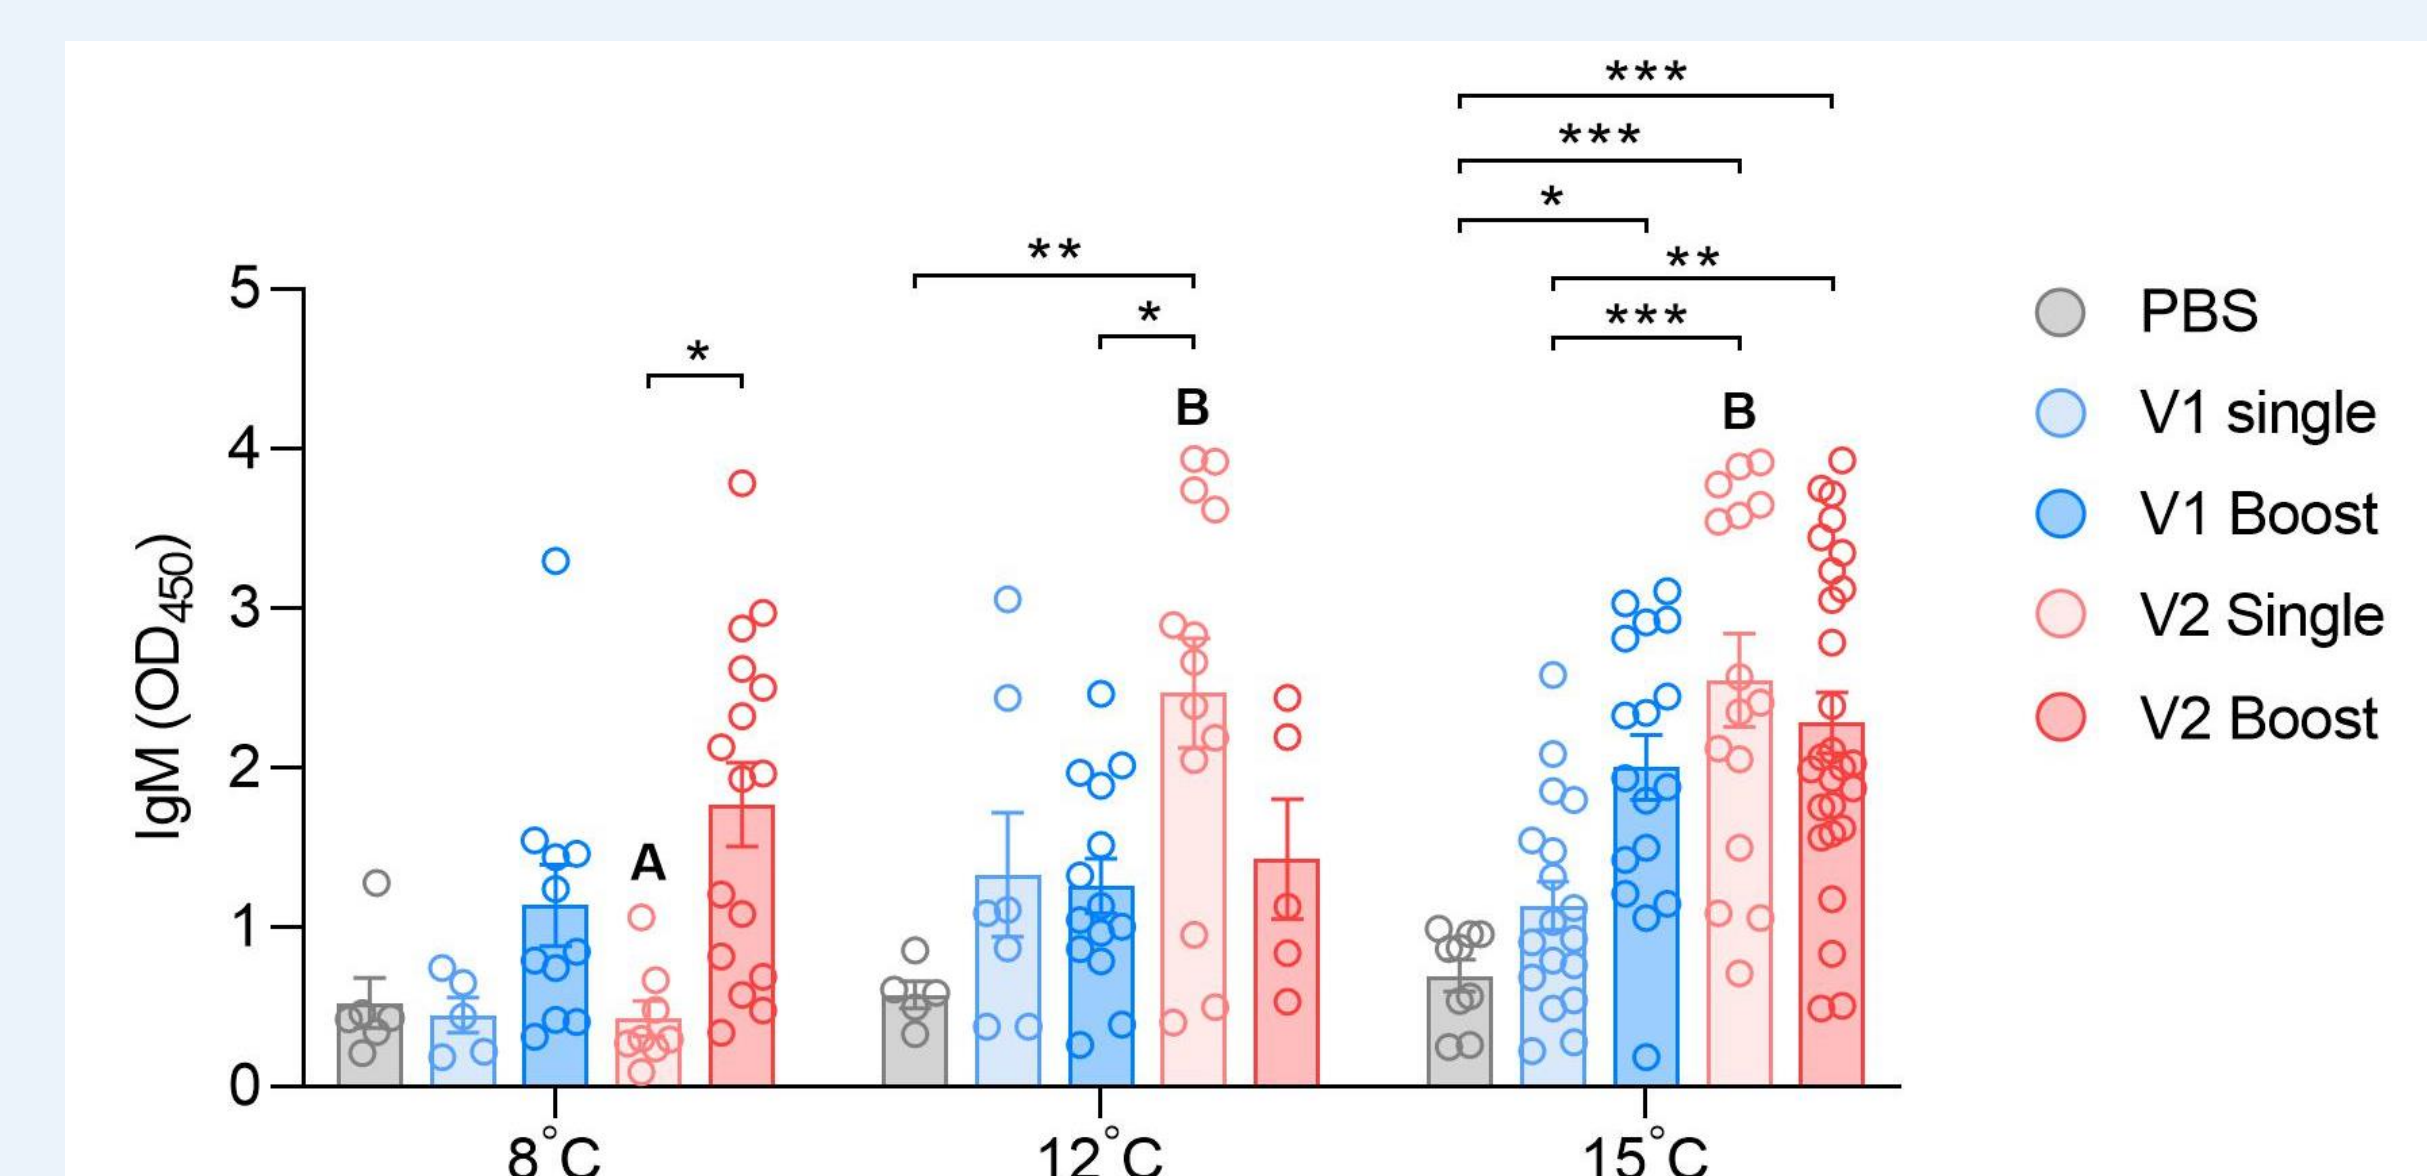 ***
***
*
**
**
***
*
*
5
4
3
2
1
0
IgM (OD450)
A
B
B
8°C
12°C
15°C
PBS
V1 single
V1 Boost
V2 Single
V2 Boost